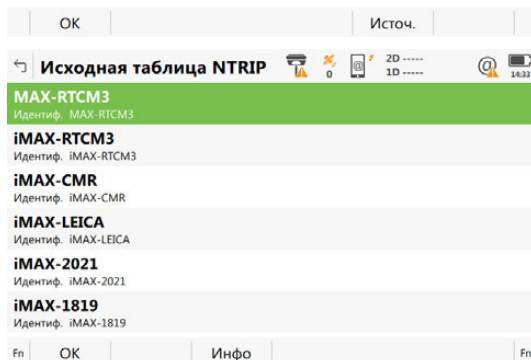 OK Источ.
Исходная таблица NTRIP 0 2D ----- 1D ----- 14:33
MAX-RTCM3
Идентиф. MAX-RTCM3
iMAX-RTCM3
Идентиф. iMAX-RTCM3
iMAX-CMR
Идентиф. iMAX-CMR
iMAX-LEICA
Идентиф. iMAX-LEICA
iMAX-2021
Идентиф. iMAX-2021
iMAX-1819
Идентиф. iMAX-1819
Fn OK Инфо Fn